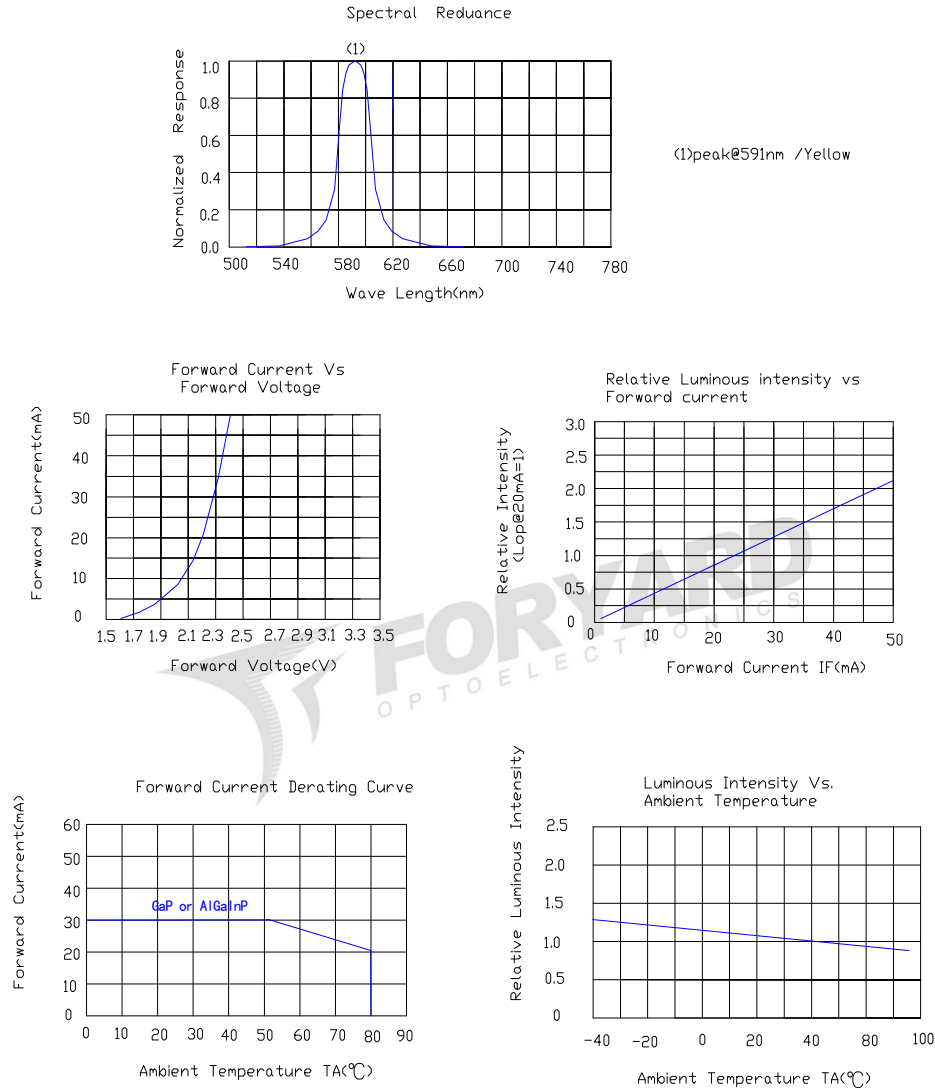 Spectral Reduance
(1)
Normalized Response
1.0
0.8
0.6
0.4
0.2
0.0
500 540 580 620 660 700 740 780
Wave Length(nm)
(1)peak@591nm /Yellow
Forward Current Vs
Forward Voltage
Forward Current(mA)
50
40
30
20
10
0
1.5 1.7 1.9 2.1 2.3 2.5 2.7 2.9 3.1 3.3 3.5
Forward Voltage(V)
Relative Luminous intensity vs
Forward current
Relative Intensity
(Lop@20mA=1)
3.0
2.5
2.0
1.5
1.0
0.5
0
0 10 20 30 40 50
Forward Current IF(mA)
FORYARD
OPTOELECTRONICS
Forward Current Derating Curve
Forward Current(mA)
60
50
40
30
20
10
0
GaP or AlGaInP
0 10 20 30 40 50 60 70 80 90
Ambient Temperature TA(℃)
Luminous Intensity Vs.
Ambient Temperature
Relative Luminous Intensity
2.5
2.0
1.5
1.0
0.5
0
-40 -20 0 20 40 60 80 100
Ambient Temperature TA(℃)